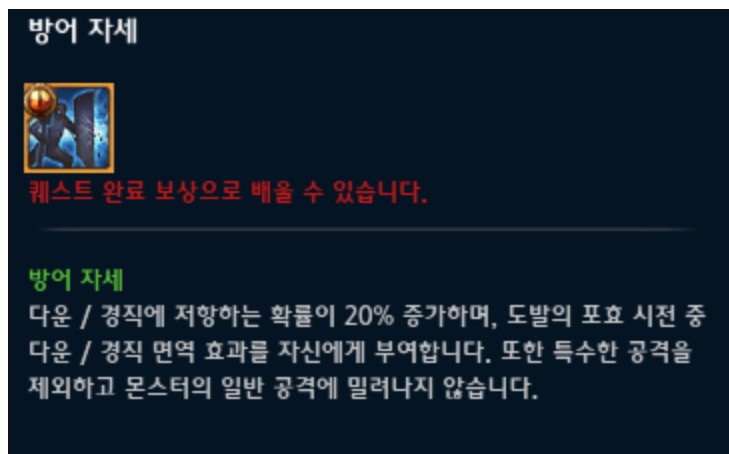 방어 자세
퀘스트 완료 보상으로 배울 수 있습니다.
방어 자세
다운 / 경직에 저항하는 확률이 20% 증가하며, 도발의 포효 시전 중
다운 / 경직 면역 효과를 자신에게 부여합니다. 또한 특수한 공격을
제외하고 몬스터의 일반 공격에 밀려나지 않습니다.